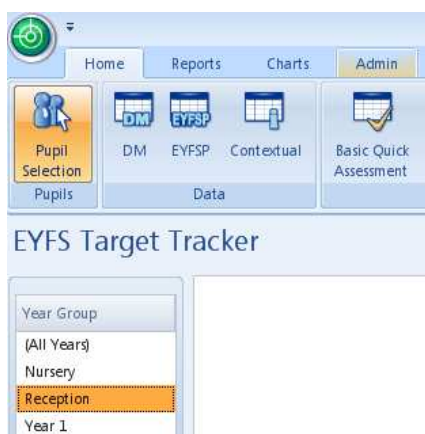 Home Reports Charts Admin
DM EYFSP
Pupil Selection DM EYFSP Contextual Basic Quick Assessment
Pupils Data
EYFS Target Tracker
Year Group
(All Years)
Nursery
Reception
Year 1